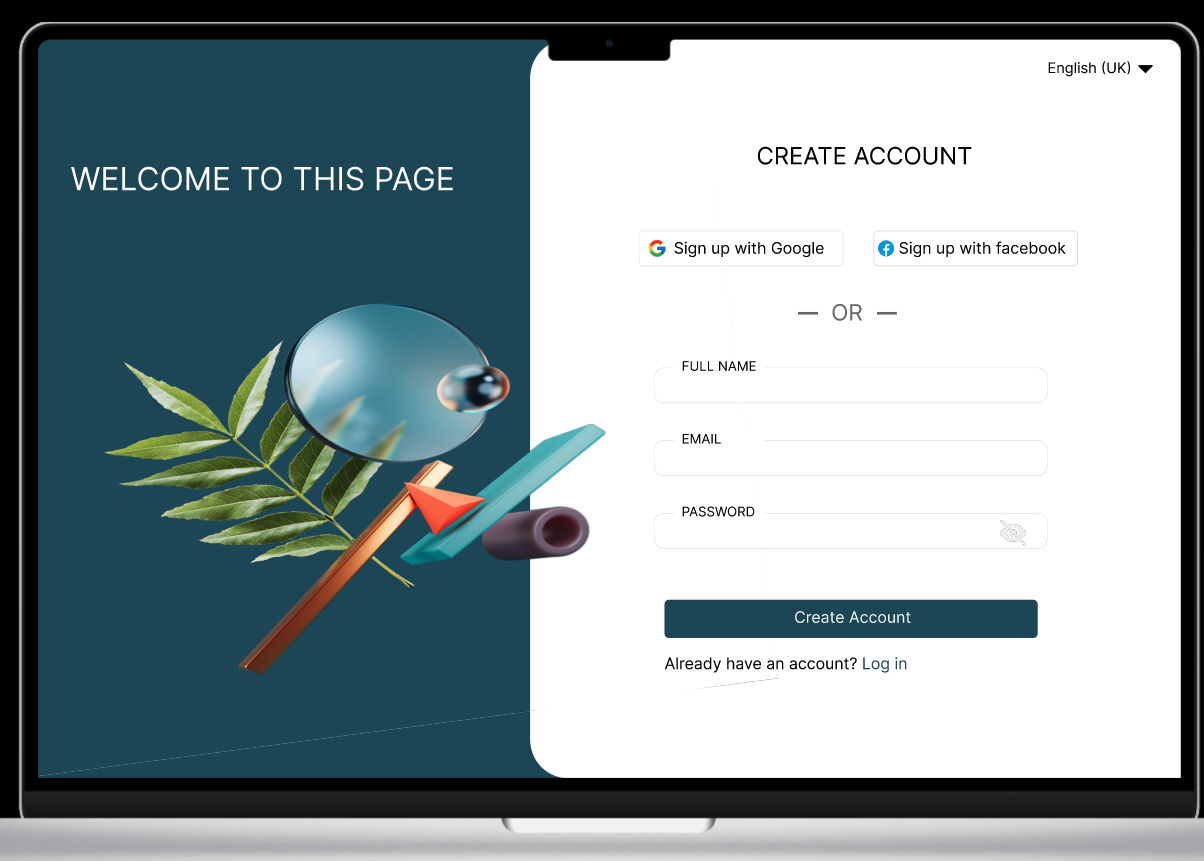 English (UK)
WELCOME TO THIS PAGE
CREATE ACCOUNT
Sign up with Google
Sign up with facebook
— OR —
FULL NAME
EMAIL
PASSWORD
Create Account
Already have an account? Log in